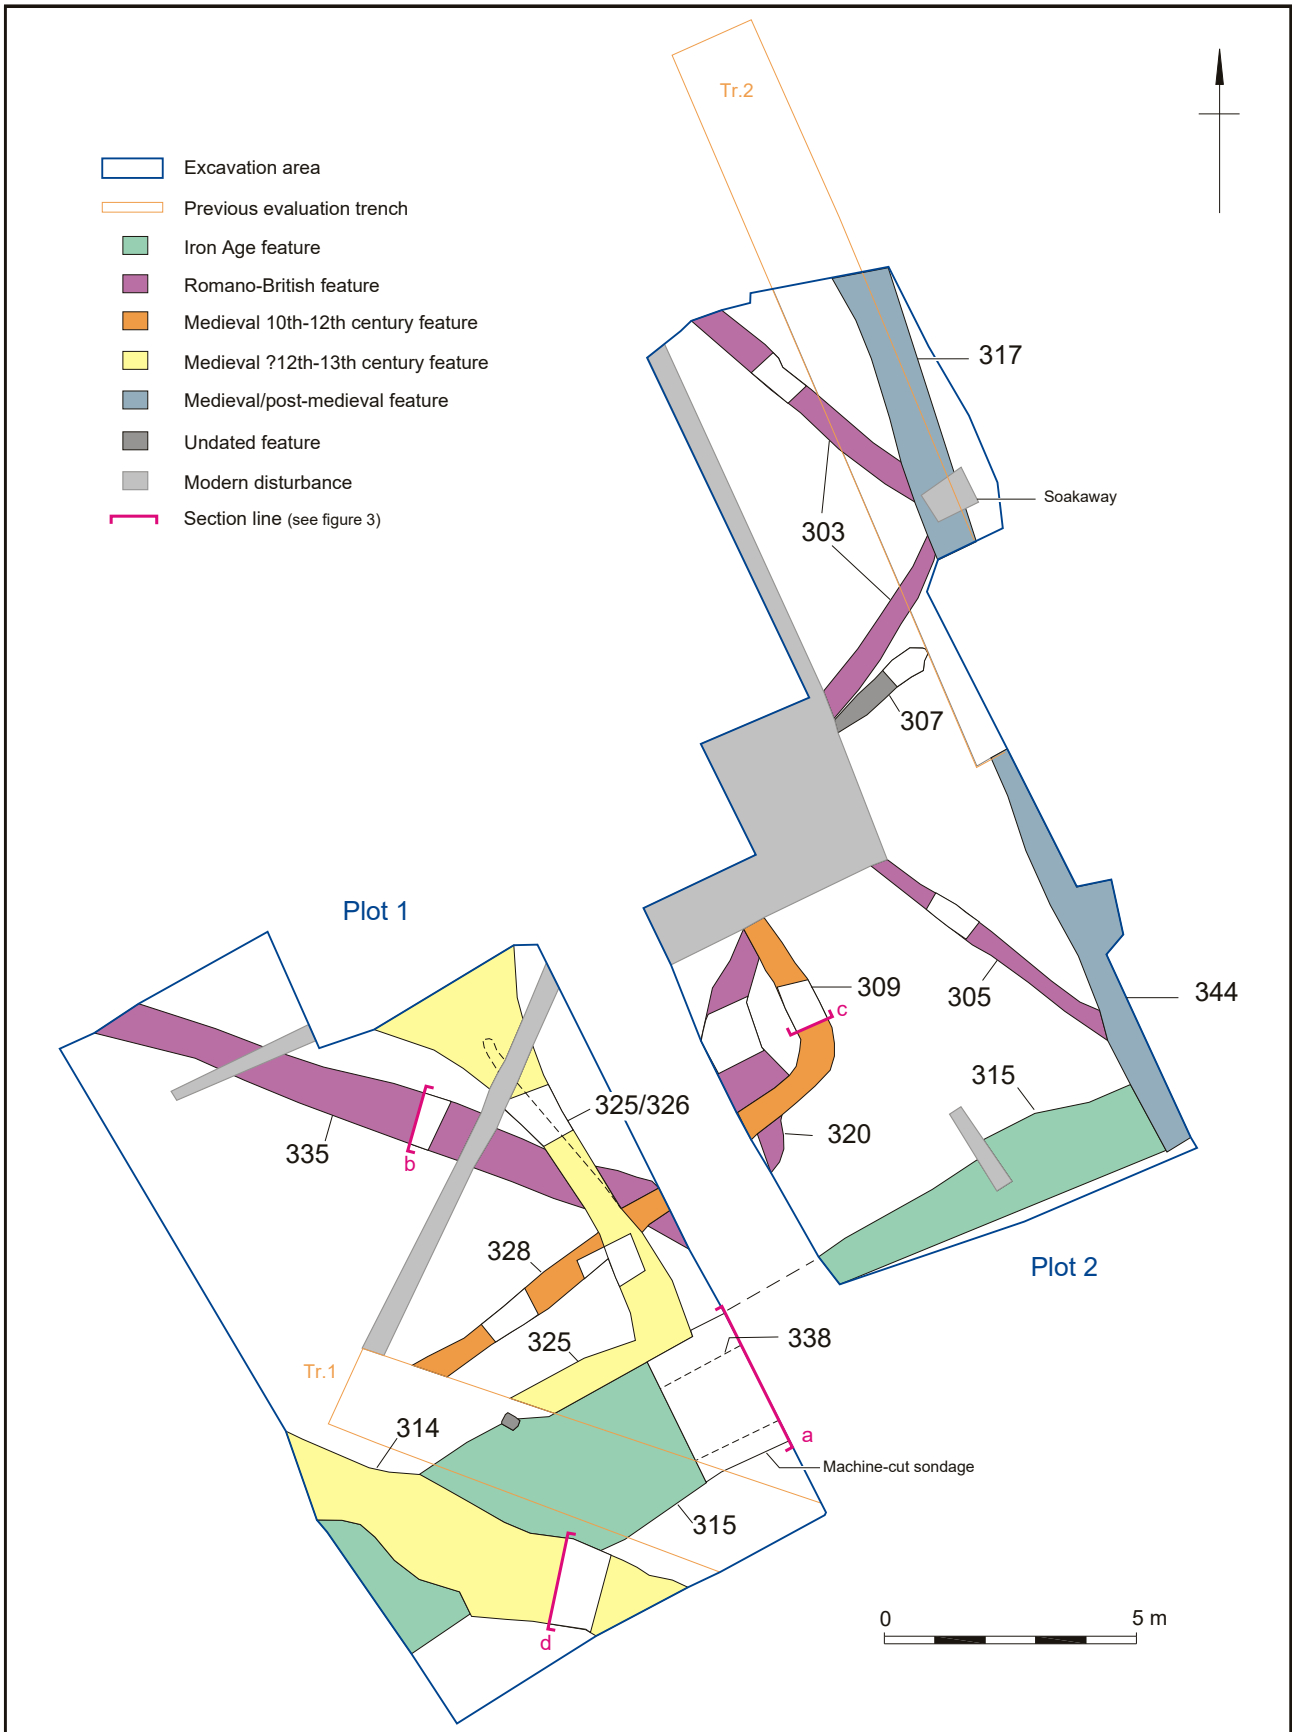 Tr.2
Excavation area
Previous evaluation trench
Iron Age feature
Romano-British feature
Medieval 10th-12th century feature
Medieval ?12th-13th century feature
Medieval/post-medieval feature
Undated feature
Modern disturbance
Section line (see figure 3)
317
Soakaway
303
307
Plot 1
309
305
344
c
315
325/326
320
335
b
328
Plot 2
325
338
Tr.1
314
a
Machine-cut sondage
315
0 5 m
d